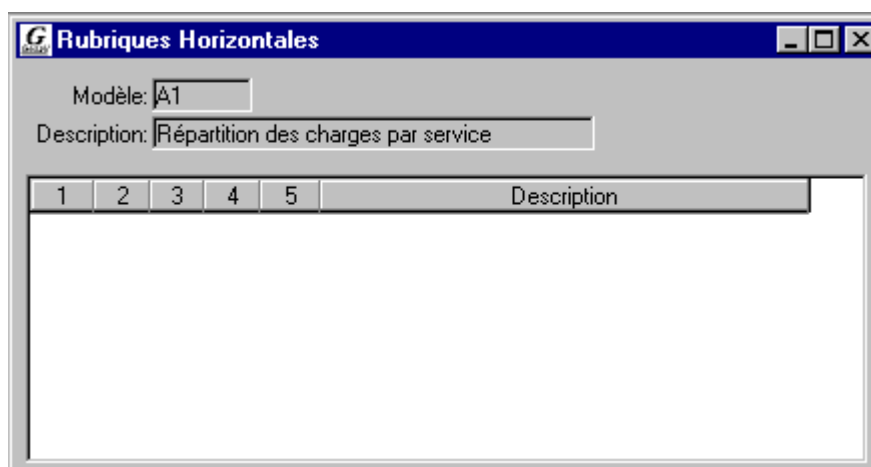 G
Rubriques Horizontales
Modèle: A1
Description: Répartition des charges par service
1 2 3 4 5 Description